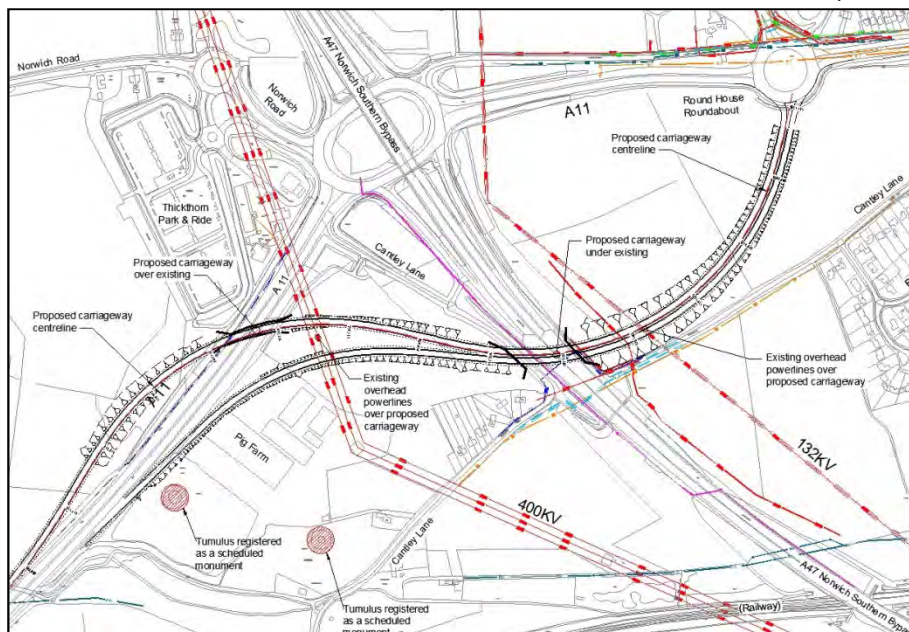 Norwich Road
Norwich
Road
A47 Norwich Southern Bypass
A11
Round House
Roundabout
Proposed carriageway
centreline
Cantley Lane
Thickthorn
Park & Ride
Proposed carriageway
over existing
Cantley Lane
Proposed carriageway
under existing
A 11
Proposed carriageway
centreline
A11
Existing
overhead
powerlines
over proposed
carriageway
Existing overhead
powerlines over
proposed carriageway
Pig Farm
132KV
400KV
Cantley Lane
Tumulus registered
as a scheduled
monument
Tumulus registered
as a scheduled
monument
A47 Norwich Southern Bypass
(Railway)